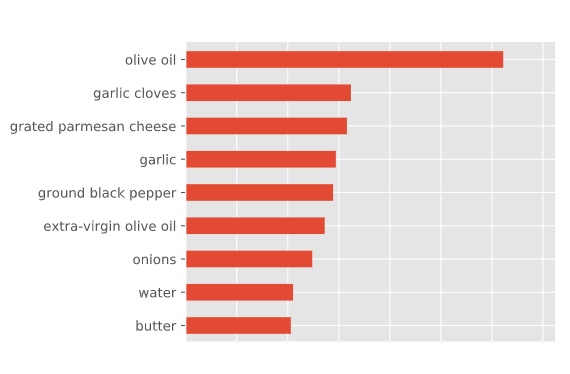 olive oil
garlic cloves
grated parmesan cheese
garlic
ground black pepper
extra-virgin olive oil
onions
water
butter